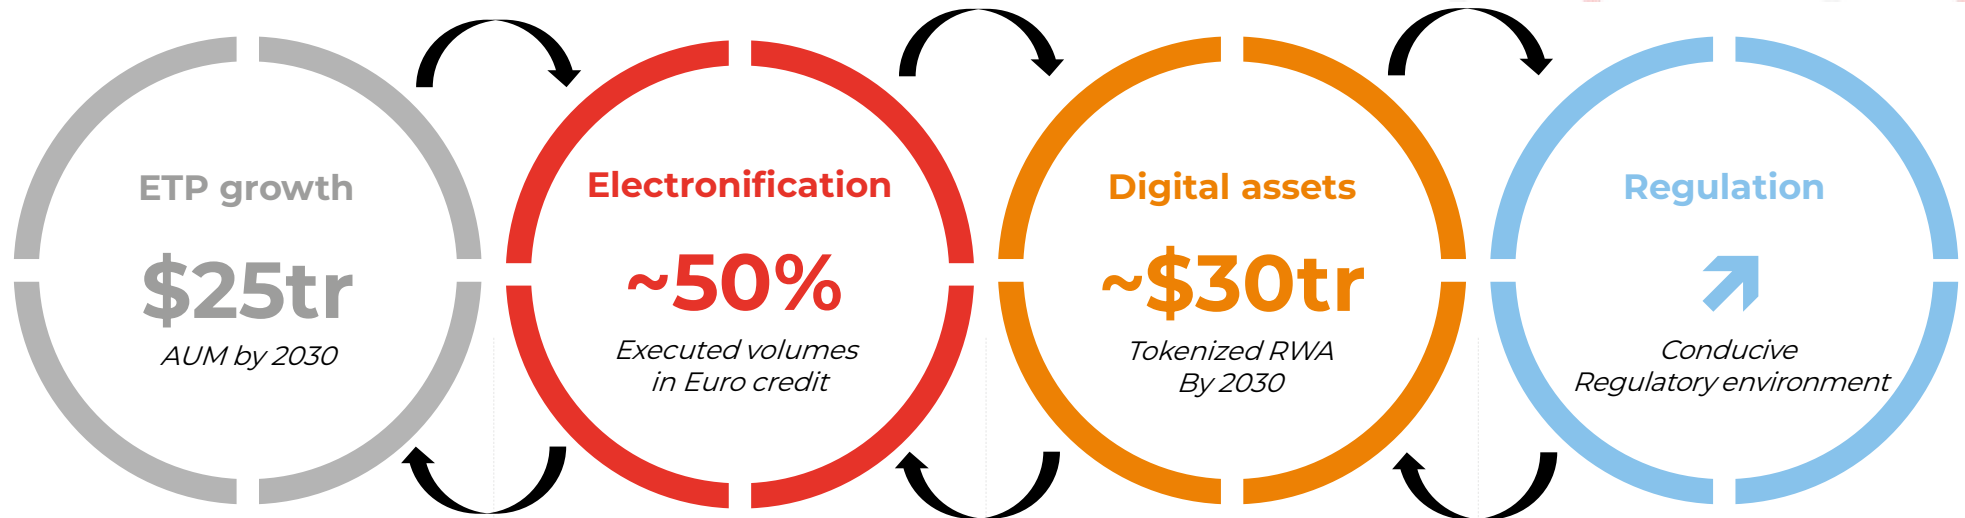 ETP growth
$25tr
AUM by 2030
Electronification
~50%
Executed volumes
in Euro credit
Digital assets
~$30tr
Tokenized RWA
By 2030
Regulation
Conducive
Regulatory environment